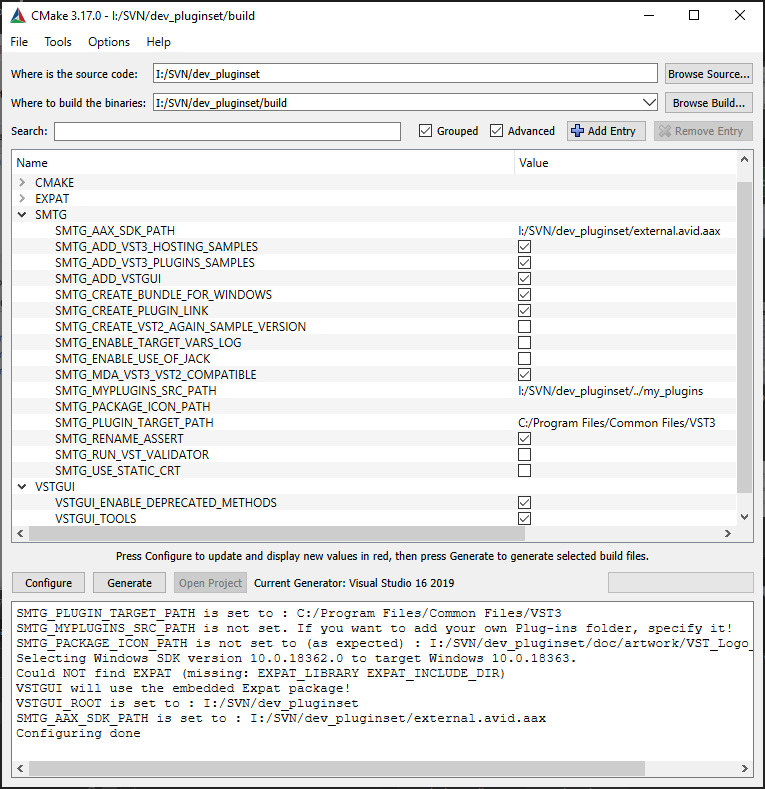 CMake 3.17.0 - I:/SVN/dev_pluginset/build
File Tools Options Help
Where is the source code: I:/SVN/dev_pluginset Browse Source...
Where to build the binaries: I:/SVN/dev_pluginset/build Browse Build...
Search: Grouped Advanced Add Entry Remove Entry
Name Value
CMAKE
EXPAT
SMTG
SMTG_AAX_SDK_PATH I:/SVN/dev_pluginset/external.avid.aax
SMTG_ADD_VST3_HOSTING_SAMPLES
SMTG_ADD_VST3_PLUGINS_SAMPLES
SMTG_ADD_VSTGUI
SMTG_CREATE_BUNDLE_FOR_WINDOWS
SMTG_CREATE_PLUGIN_LINK
SMTG_CREATE_VST2_AGAIN_SAMPLE_VERSION
SMTG_ENABLE_TARGET_VARS_LOG
SMTG_ENABLE_USE_OF_JACK
SMTG_MDA_VST3_VST2_COMPATIBLE
SMTG_MYPLUGINS_SRC_PATH I:/SVN/dev_pluginset/../my_plugins
SMTG_PACKAGE_ICON_PATH
SMTG_PLUGIN_TARGET_PATH C:/Program Files/Common Files/VST3
SMTG_RENAME_ASSERT
SMTG_RUN_VST_VALIDATOR
SMTG_USE_STATIC_CRT
VSTGUI
VSTGUI_ENABLE_DEPRECATED_METHODS
VSTGUI_TOOLS
Press Configure to update and display new values in red, then press Generate to generate selected build files.
Configure Generate Open Project Current Generator: Visual Studio 16 2019
SMTG_PLUGIN_TARGET_PATH is set to : C:/Program Files/Common Files/VST3
SMTG_MYPLUGINS_SRC_PATH is not set. If you want to add your own Plug-ins folder, specify it!
SMTG_PACKAGE_ICON_PATH is not set to (as expected) : I:/SVN/dev_pluginset/doc/artwork/VST_Logo_
Selecting Windows SDK version 10.0.18362.0 to target Windows 10.0.18363.
Could NOT find EXPAT (missing: EXPAT_LIBRARY EXPAT_INCLUDE_DIR)
VSTGUI will use the embedded Expat package!
VSTGUI_ROOT is set to : I:/SVN/dev_pluginset
SMTG_AAX_SDK_PATH is set to : I:/SVN/dev_pluginset/external.avid.aax
Configuring done